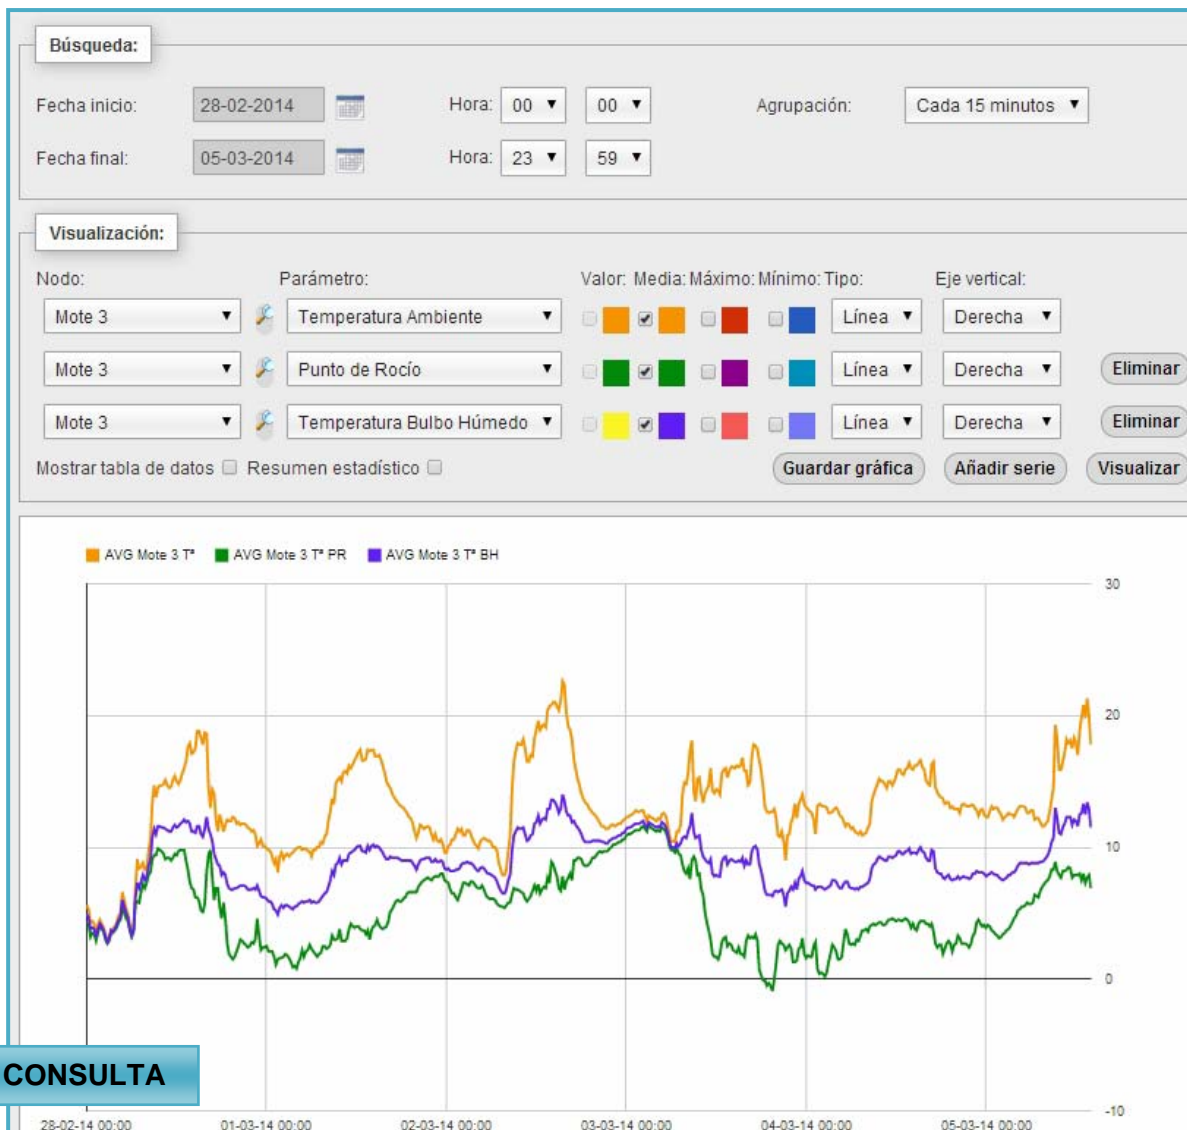 Búsqueda:
Fecha inicio: 28-02-2014 Hora: 00 00 Agrupación: Cada 15 minutos
Fecha final: 05-03-2014 Hora: 23 59
Visualización:
Nodo: Parámetro: Valor: Media: Máximo: Mínimo: Tipo: Eje vertical:
Mote 3 Temperatura Ambiente Línea Derecha
Mote 3 Punto de Rocío Línea Derecha Eliminar
Mote 3 Temperatura Bulbo Húmedo Línea Derecha Eliminar
Mostrar tabla de datos Resumen estadístico Guardar gráfica Añadir serie Visualizar
AVG Mote 3 Tª AVG Mote 3 Tª PR AVG Mote 3 Tª BH
30
20
10
0
CONSULTA
-10
28-02-14 00:00 01-03-14 00:00 02-03-14 00:00 03-03-14 00:00 04-03-14 00:00 05-03-14 00:00